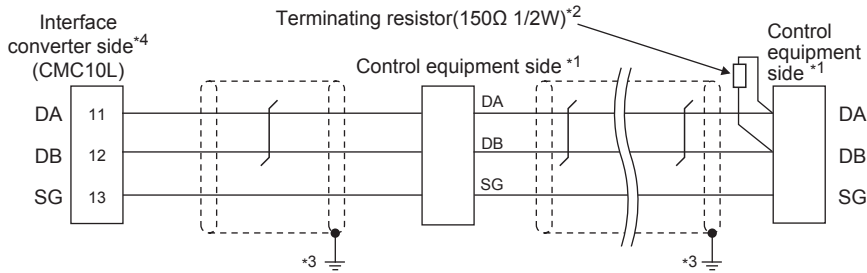 Terminating resistor(150Ω 1/2W)*2
Interface
converter side*4
(CMC10L)
Control equipment side *1
Control
equipment
side *1
DA 11 DA DA
DB 12 DB DB
SG 13 SG SG
*3 *3